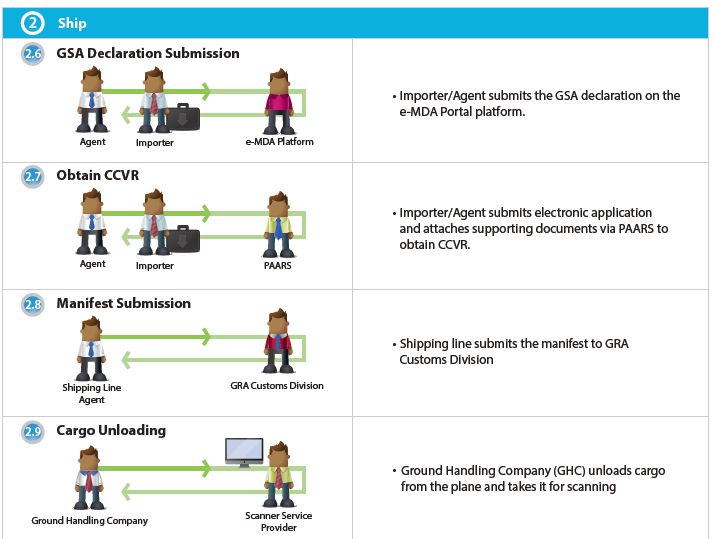 2 Ship
2.6 GSA Declaration Submission
Agent
Importer
e-MDA Platform
• Importer/Agent submits the GSA declaration on the
e-MDA Portal platform.
2.7 Obtain CCVR
Agent
Importer
PAARS
• Importer/Agent submits electronic application
and attaches supporting documents via PAARS to
obtain CCVR.
2.8 Manifest Submission
Shipping Line
Agent
GRA Customs Division
• Shipping line submits the manifest to GRA
Customs Division
2.9 Cargo Unloading
Ground Handling Company
Scanner Service
Provider
• Ground Handling Company (GHC) unloads cargo
from the plane and takes it for scanning